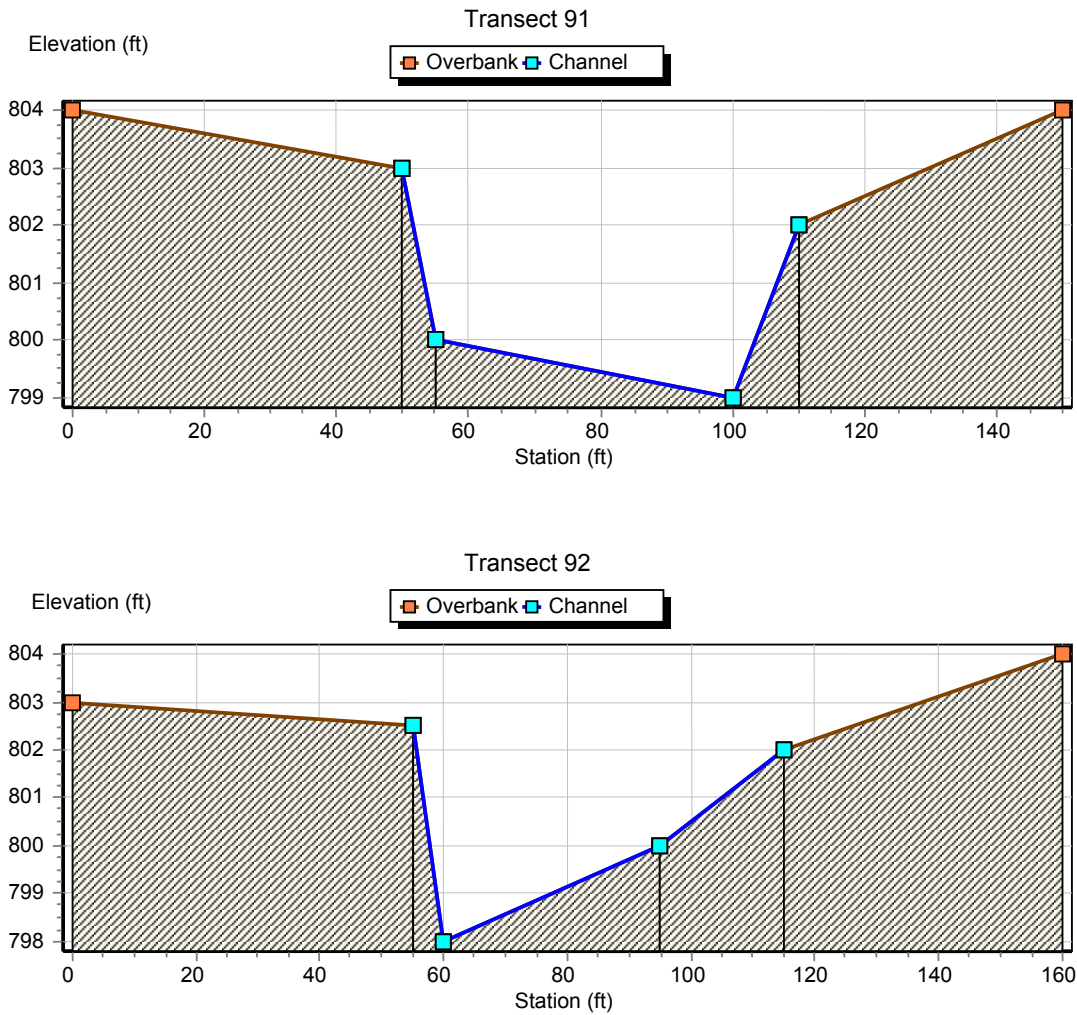 Transect 91
Elevation (ft)
Overbank Channel
804
803
802
801
800
799
0 20 40 60 80 100 120 140
Station (ft)
Transect 92
Elevation (ft)
Overbank Channel
804
803
802
801
800
799
798
0 20 40 60 80 100 120 140 160
Station (ft)